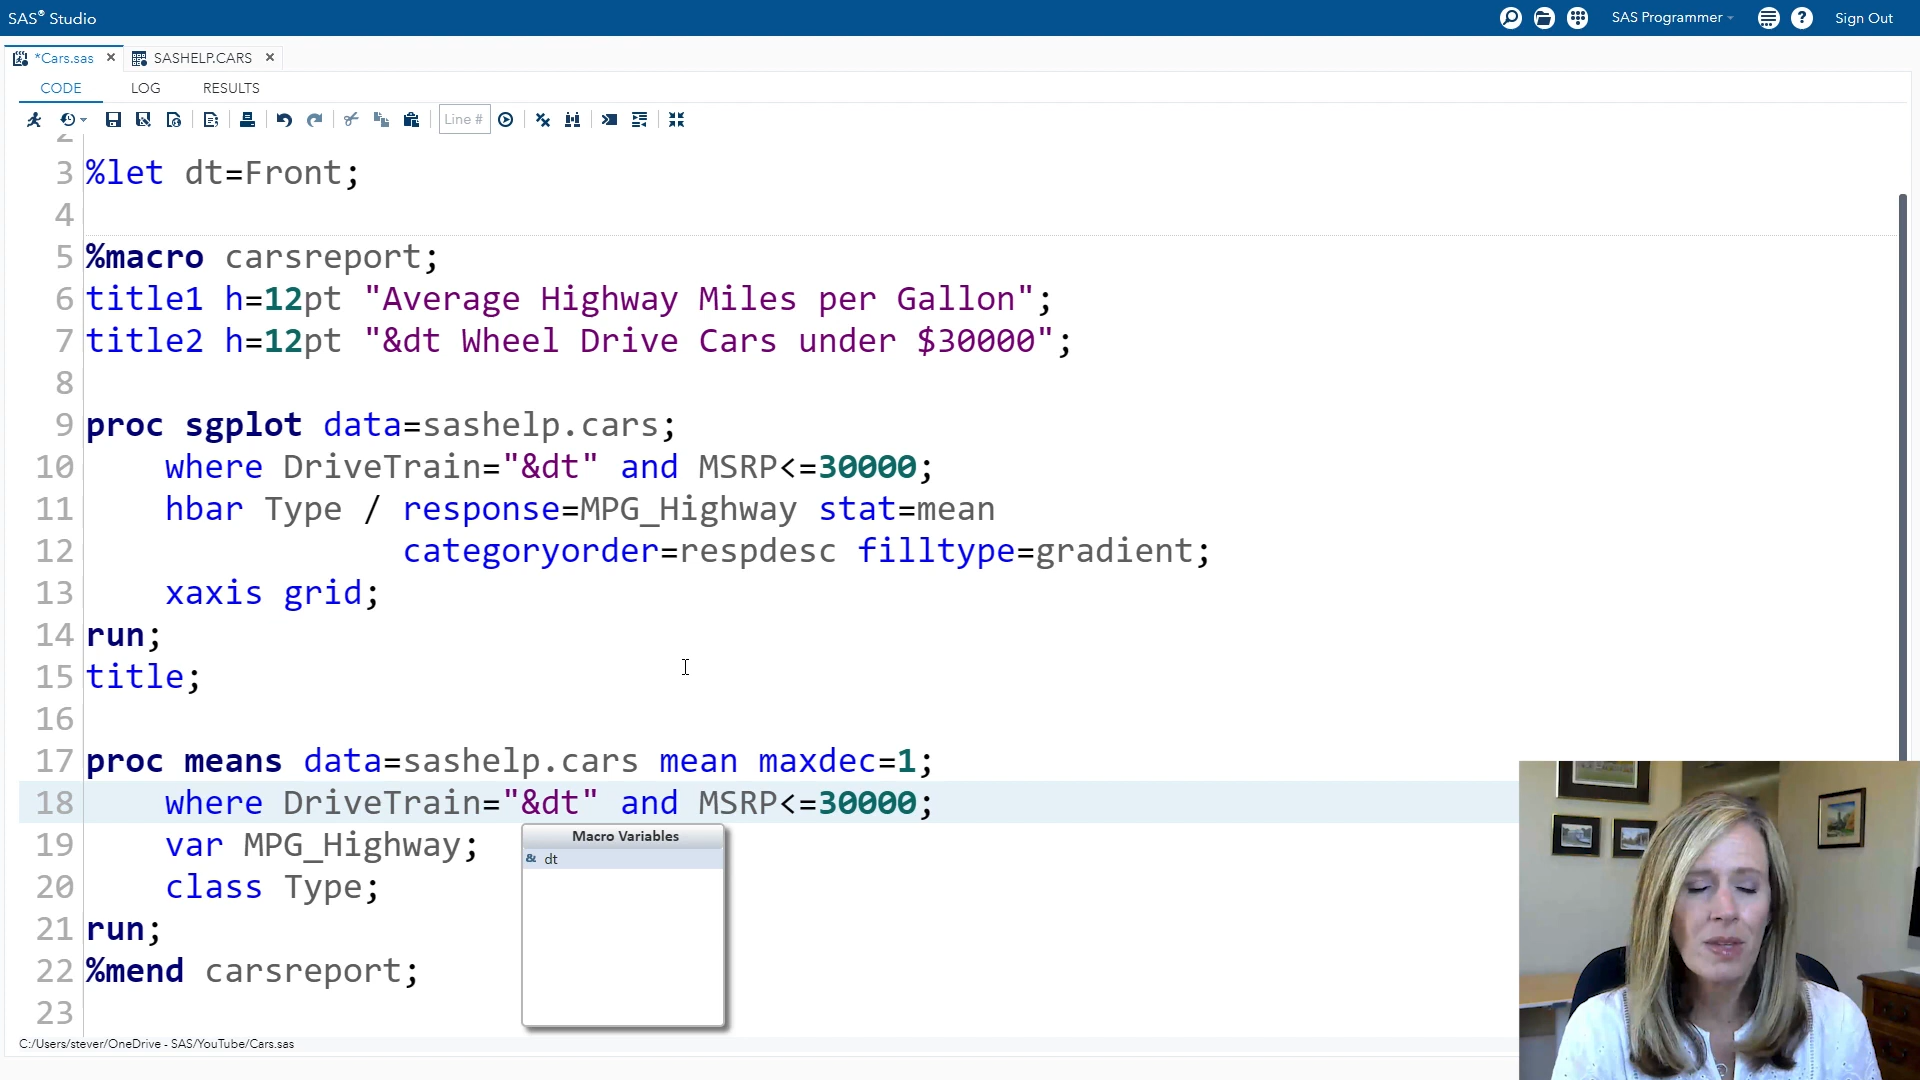 SAS® Studio
SAS Programmer
Sign Out
*Cars.sas
SASHELP.CARS
CODE LOG RESULTS
Line #
2
3 %let dt=Front;
4
5 %macro carsreport;
6 title1 h=12pt "Average Highway Miles per Gallon";
7 title2 h=12pt "&dt Wheel Drive Cars under $30000";
8
9 proc sgplot data=sashelp.cars;
10 where DriveTrain="&dt" and MSRP<=30000;
11 hbar Type / response=MPG_Highway stat=mean
12 categoryorder=respdesc filltype=gradient;
13 xaxis grid;
14 run;
15 title;
16
17 proc means data=sashelp.cars mean maxdec=1;
18 where DriveTrain="&dt" and MSRP<=30000;
19 var MPG_Highway;
20 class Type;
21 run;
22 %mend carsreport;
23
Macro Variables
& dt
C:/Users/stever/OneDrive - SAS/YouTube/Cars.sas